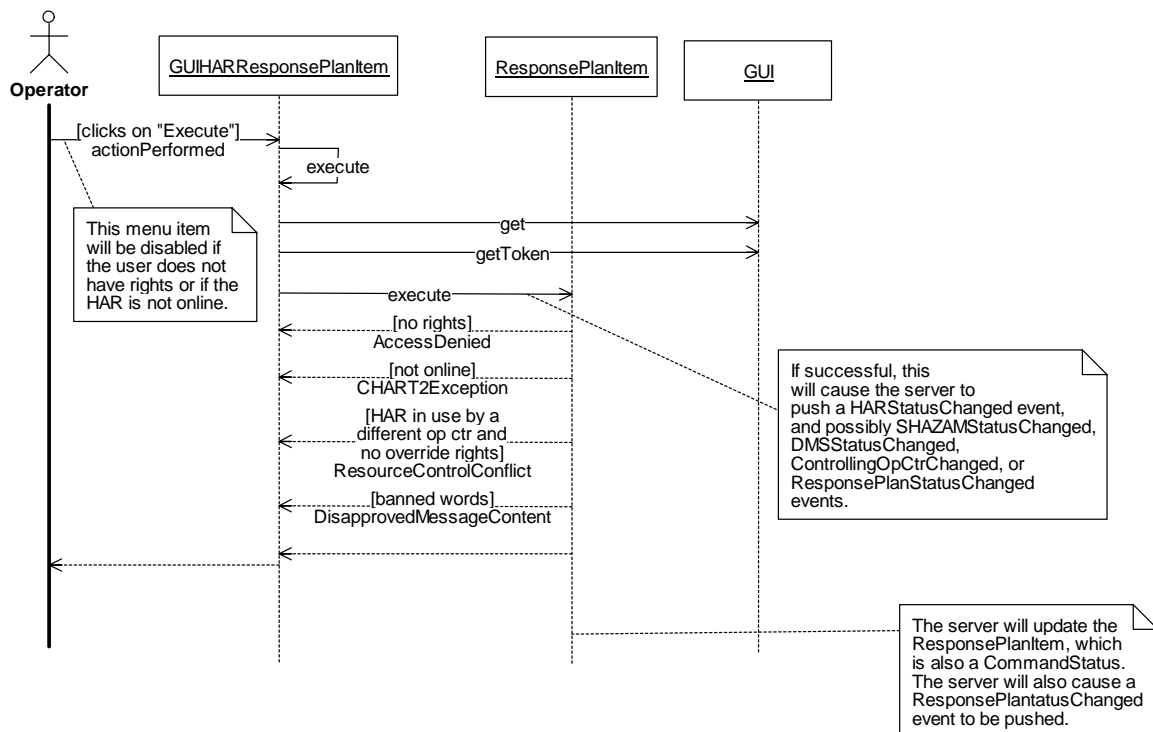 GUIHARResponsePlanItem
ResponsePlanItem
GUI
Operator
[clicks on "Execute"]
actionPerformed
execute
This menu item
will be disabled if
the user does not
have rights or if the
HAR is not online.
get
getToken
execute
[no rights]
AccessDenied
[not online]
CHART2Exception
[HAR in use by a
different op ctr and
no override rights]
ResourceControlConflict
[banned words]
DisapprovedMessageContent
If successful, this
will cause the server to
push a HARStatusChanged event,
and possibly SHAZAMStatusChanged,
DMSStatusChanged,
ControllingOpCtrChanged, or
ResponsePlanStatusChanged
events.
The server will update the
ResponsePlanItem, which
is also a CommandStatus.
The server will also cause a
ResponsePlantatusChanged
event to be pushed.